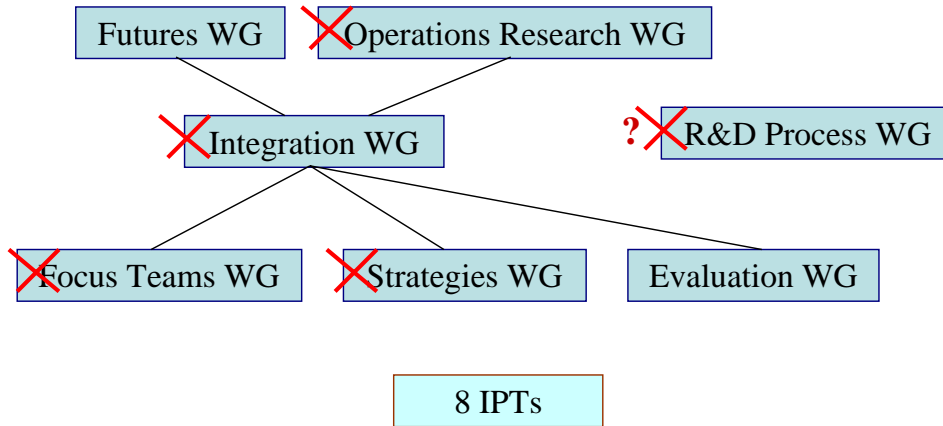 Futures WG
Operations Research WG
Integration WG
? R&D Process WG
Focus Teams WG
Strategies WG
Evaluation WG
8 IPTs